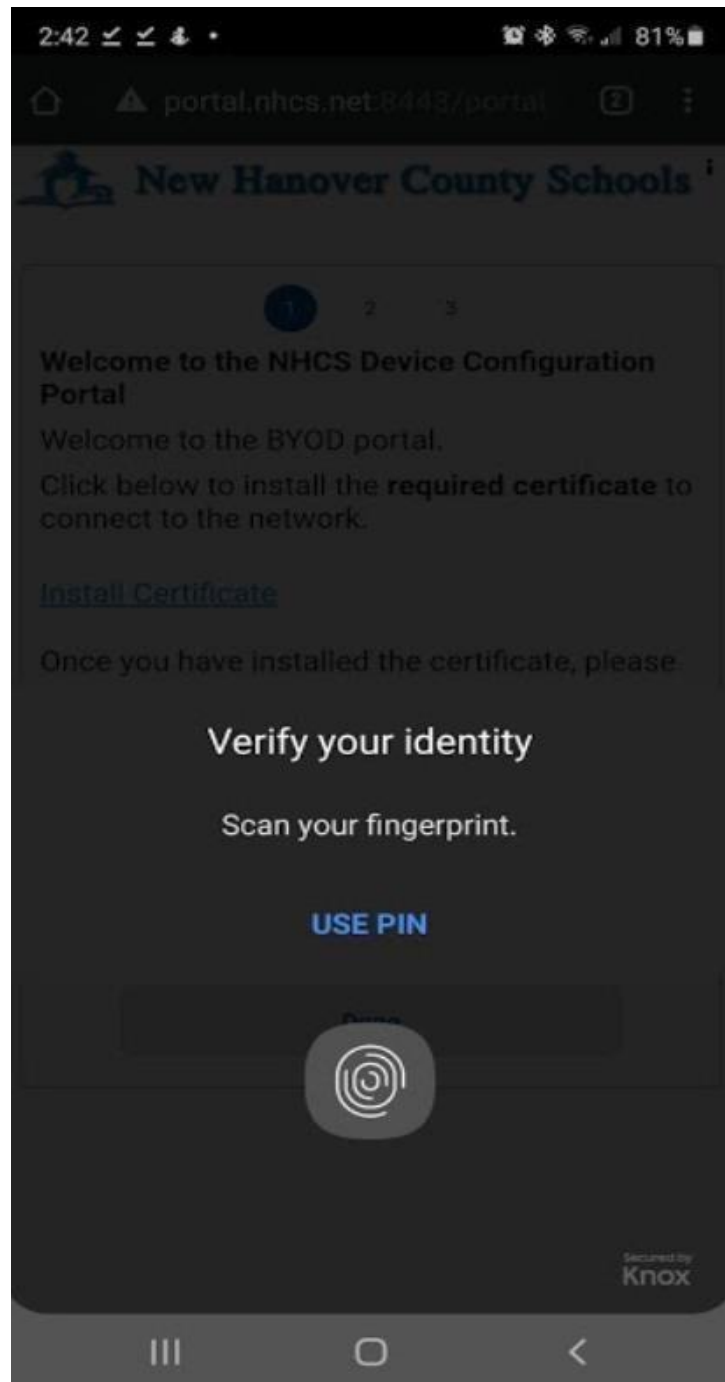 2:42 81%
portal.nhcs.net:8443/portal 2
New Hanover County Schools
1 2 3
Welcome to the NHCS Device Configuration
Portal
Welcome to the BYOD portal.
Click below to install the required certificate to
connect to the network.
Install Certificate
Once you have installed the certificate, please
Verify your identity
Scan your fingerprint.
USE PIN
Done
Secured by
Knox